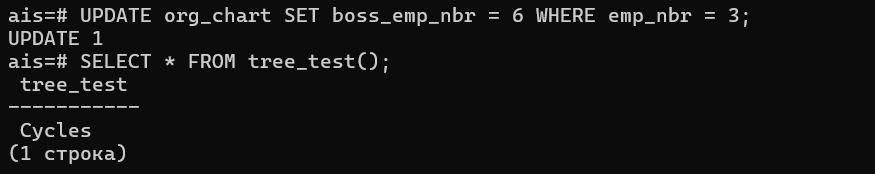 ais=# UPDATE org_chart SET boss_emp_nbr = 6 WHERE emp_nbr = 3;
UPDATE 1
ais=# SELECT * FROM tree_test();
 tree_test
-----------
 Cycles
(1 строка)